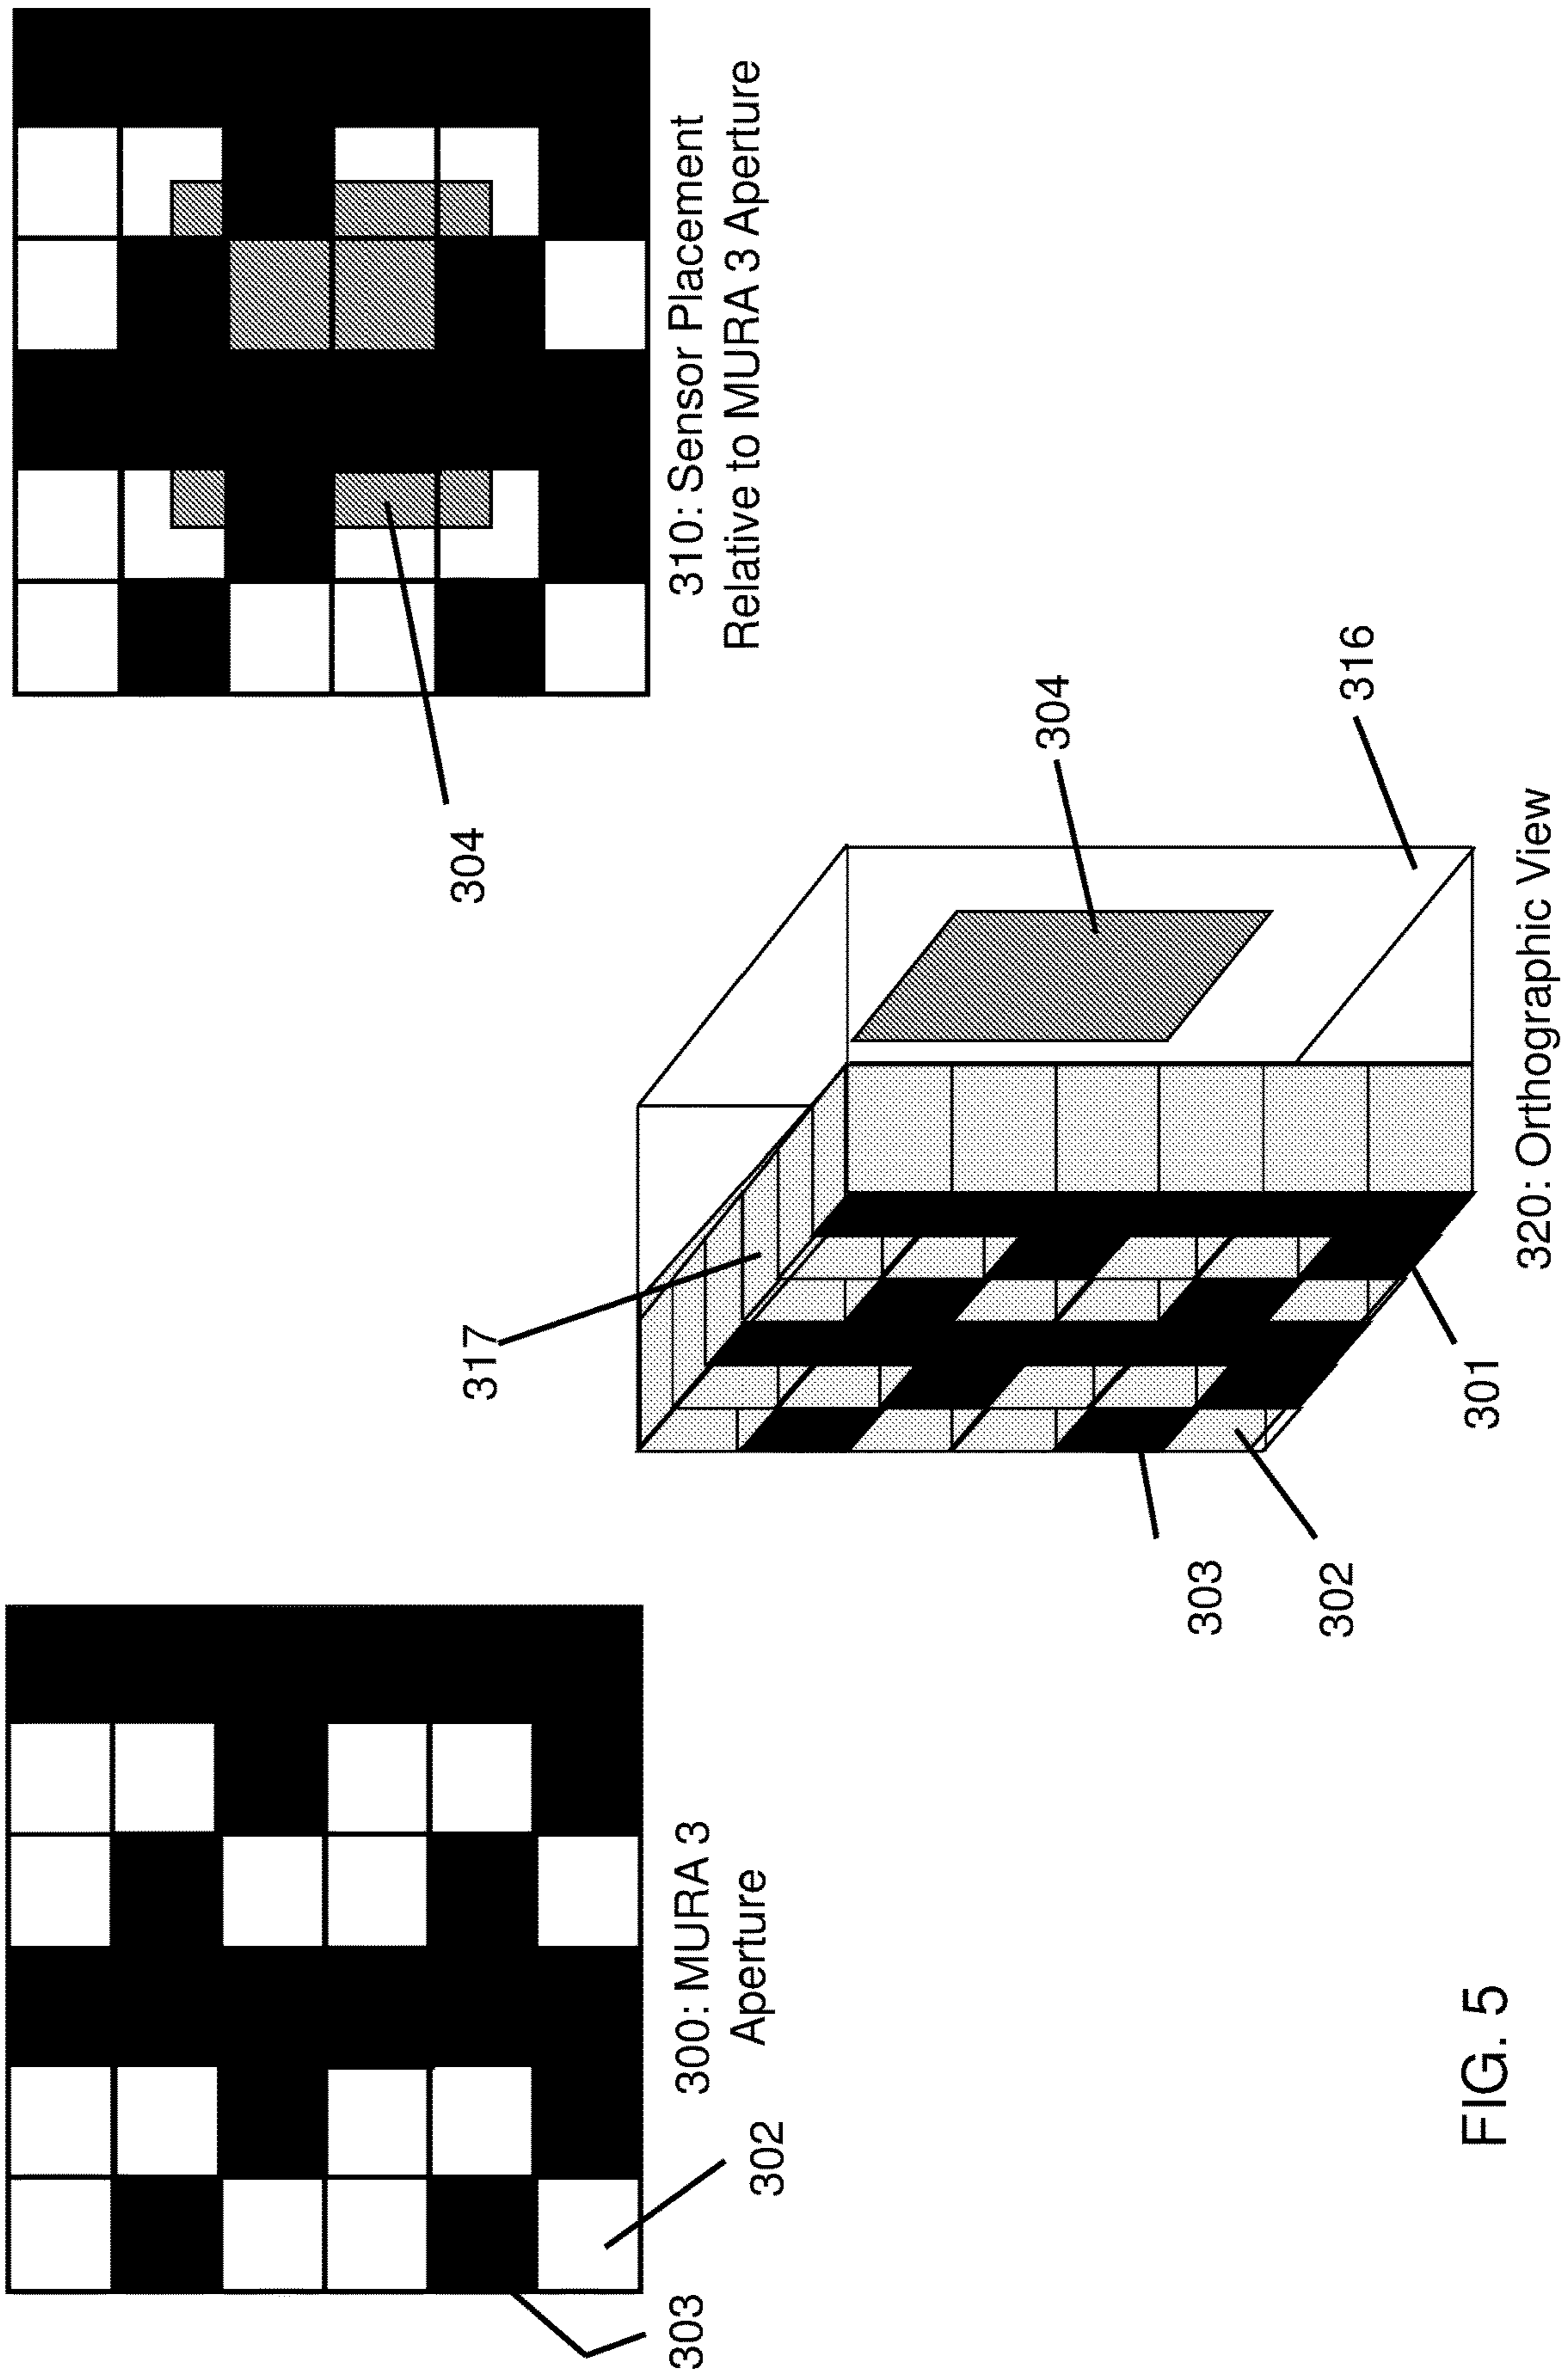 303
302
300: MURA 3
Aperture
304
310: Sensor Placement
Relative to MURA 3 Aperture
317
303
302
301
304
316
320: Orthographic View
FIG. 5